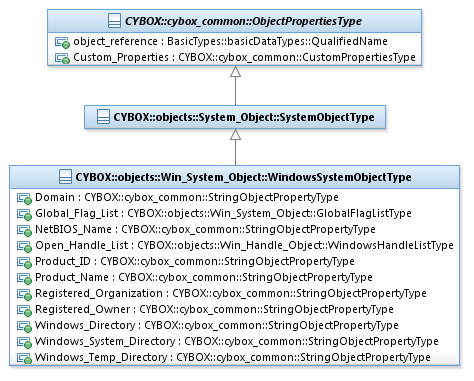 CYBOX::cybox_common::ObjectPropertiesType
object_reference : BasicTypes::basicDataTypes::QualifiedName
Custom_Properties : CYBOX::cybox_common::CustomPropertiesType
CYBOX::objects::System_Object::SystemObjectType
CYBOX::objects::Win_System_Object::WindowsSystemObjectType
Domain : CYBOX::cybox_common::StringObjectPropertyType
Global_Flag_List : CYBOX::objects::Win_System_Object::GlobalFlagListType
NetBIOS_Name : CYBOX::cybox_common::StringObjectPropertyType
Open_Handle_List : CYBOX::objects::Win_Handle_Object::WindowsHandleListType
Product_ID : CYBOX::cybox_common::StringObjectPropertyType
Product_Name : CYBOX::cybox_common::StringObjectPropertyType
Registered_Organization : CYBOX::cybox_common::StringObjectPropertyType
Registered_Owner : CYBOX::cybox_common::StringObjectPropertyType
Windows_Directory : CYBOX::cybox_common::StringObjectPropertyType
Windows_System_Directory : CYBOX::cybox_common::StringObjectPropertyType
Windows_Temp_Directory : CYBOX::cybox_common::StringObjectPropertyType